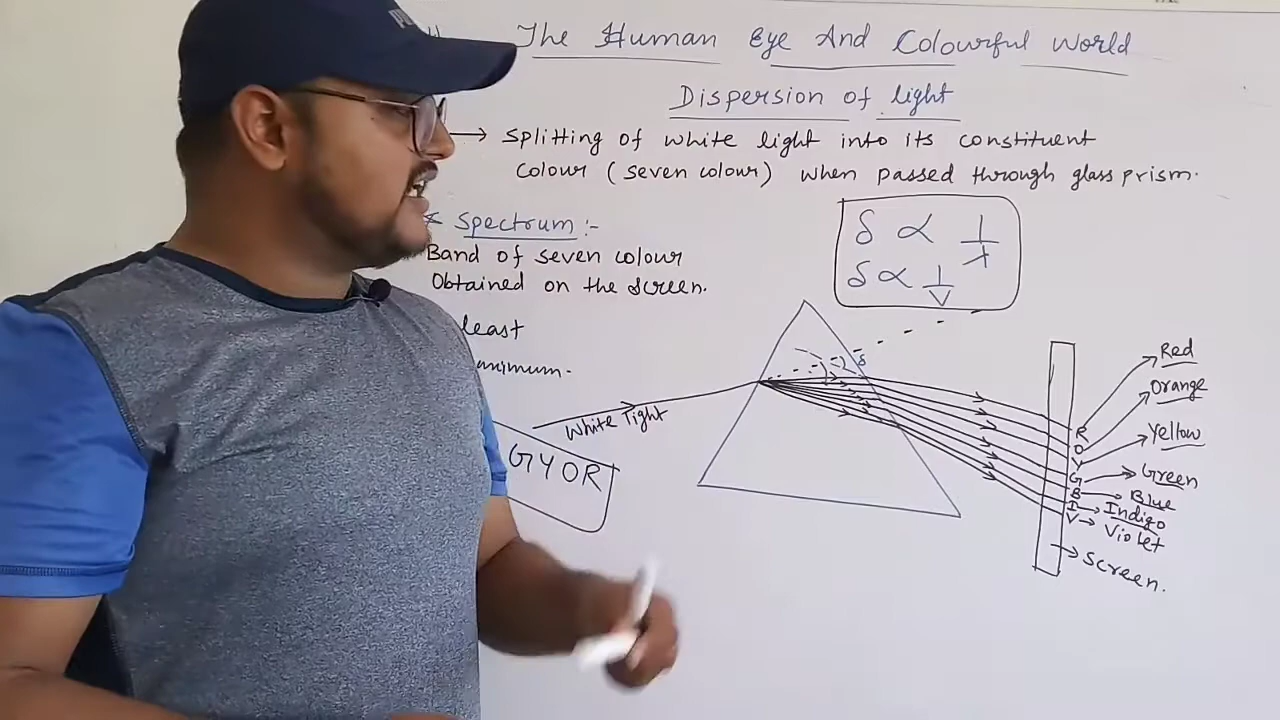 The Human Eye And Colourful World
Dispersion of light
→ Splitting of white light into its constituent
colour (seven colour) when passed through glass prism.
* Spectrum :-
Band of seven colour
Obtained on the screen.
δ ∝ 1/λ
δ ∝ 1/V
least
White light
GYOR
δ
R
O
Y
G
B
I
V
Red
Orange
Yellow
Green
Blue
Indigo
Violet
Screen.